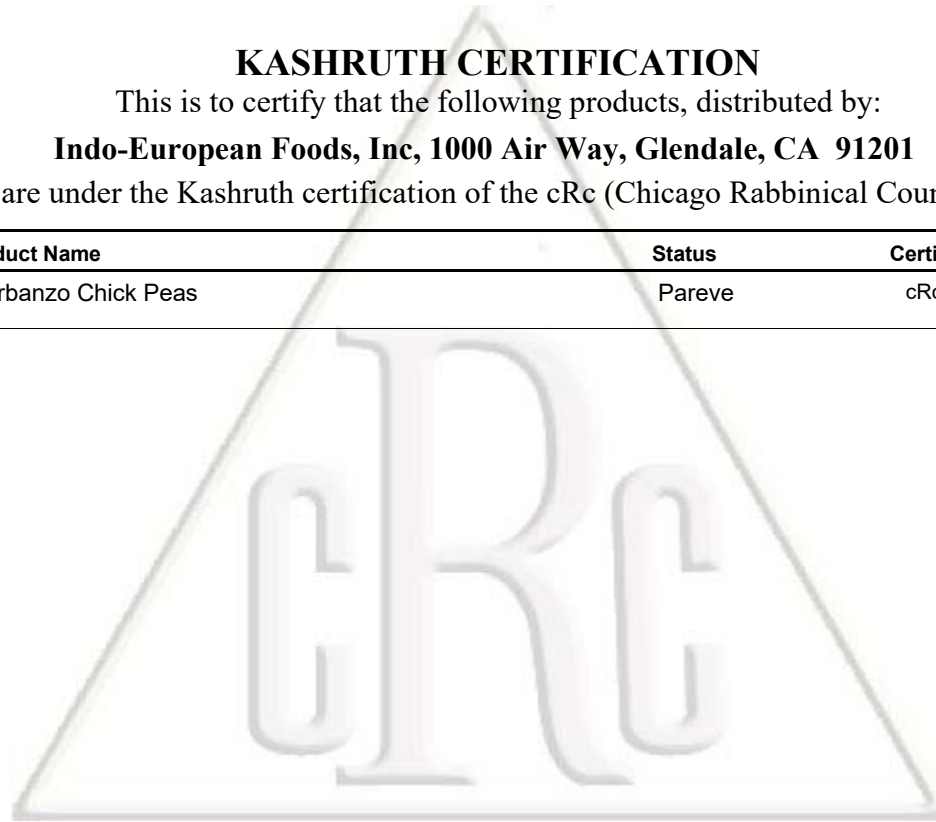 KASHRUTH CERTIFICATION
This is to certify that the following products, distributed by:
Indo-European Foods, Inc, 1000 Air Way, Glendale, CA 91201
are under the Kashruth certification of the cRc (Chicago Rabbinical
Name Status
Chick Peas Pareve
cRc